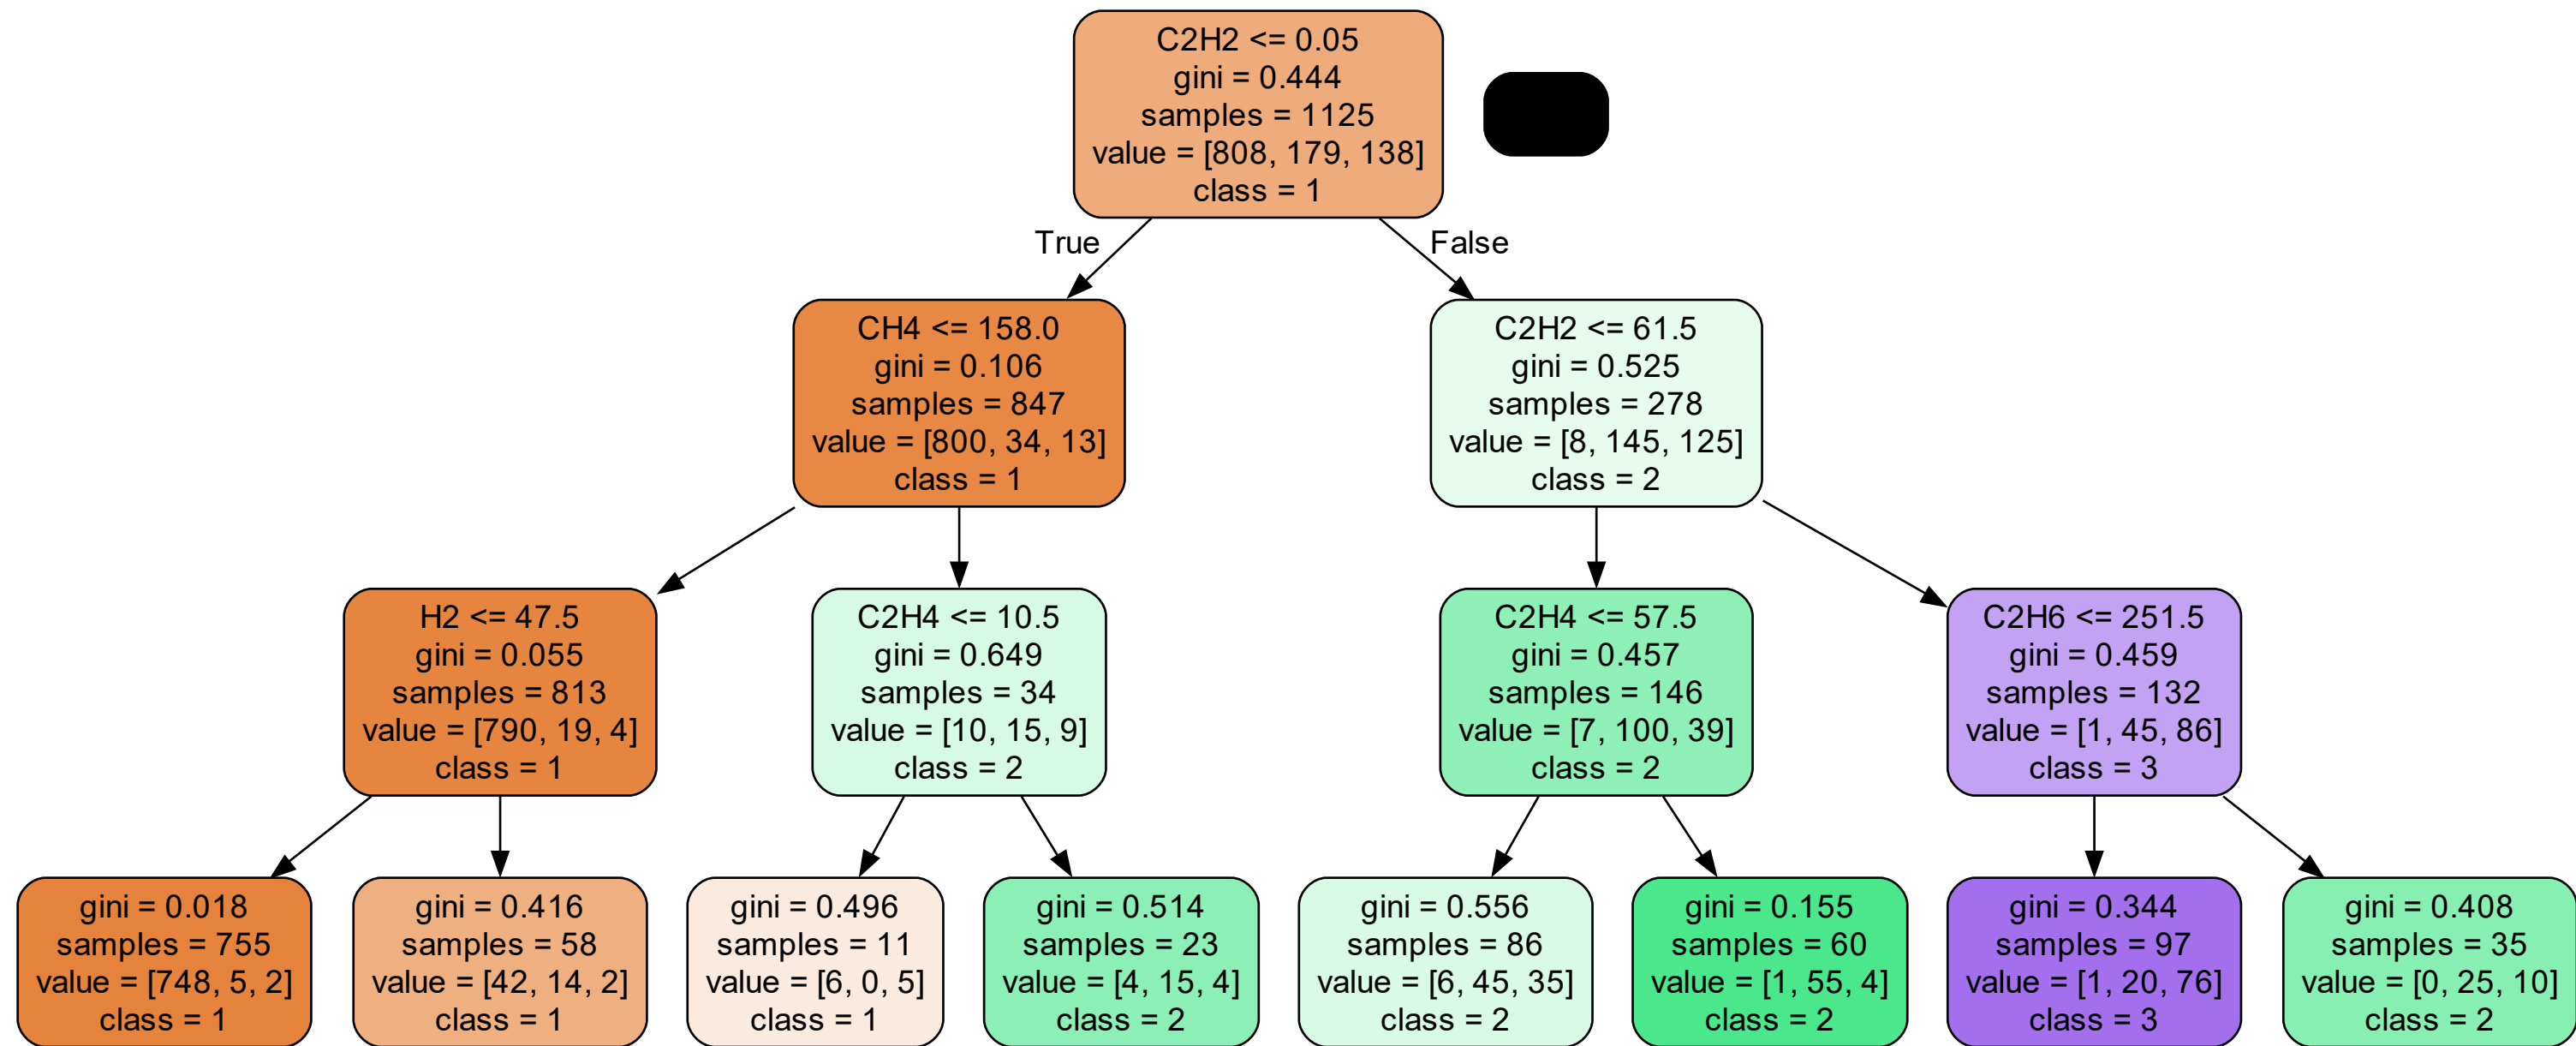 C2H2 <= 0.05
gini = 0.444
samples = 1125
value = [808, 179, 138]
class = 1
True
False
CH4 <= 158.0
gini = 0.106
samples = 847
value = [800, 34, 13]
class = 1
C2H2 <= 61.5
gini = 0.525
samples = 278
value = [8, 145, 125]
class = 2
H2 <= 47.5
gini = 0.055
samples = 813
value = [790, 19, 4]
class = 1
C2H4 <= 10.5
gini = 0.649
samples = 34
value = [10, 15, 9]
class = 2
C2H4 <= 57.5
gini = 0.457
samples = 146
value = [7, 100, 39]
class = 2
C2H6 <= 251.5
gini = 0.459
samples = 132
value = [1, 45, 86]
class = 3
gini = 0.018
samples = 755
value = [748, 5, 2]
class = 1
gini = 0.416
samples = 58
value = [42, 14, 2]
class = 1
gini = 0.496
samples = 11
value = [6, 0, 5]
class = 1
gini = 0.514
samples = 23
value = [4, 15, 4]
class = 2
gini = 0.556
samples = 86
value = [6, 45, 35]
class = 2
gini = 0.155
samples = 60
value = [1, 55, 4]
class = 2
gini = 0.344
samples = 97
value = [1, 20, 76]
class = 3
gini = 0.408
samples = 35
value = [0, 25, 10]
class = 2